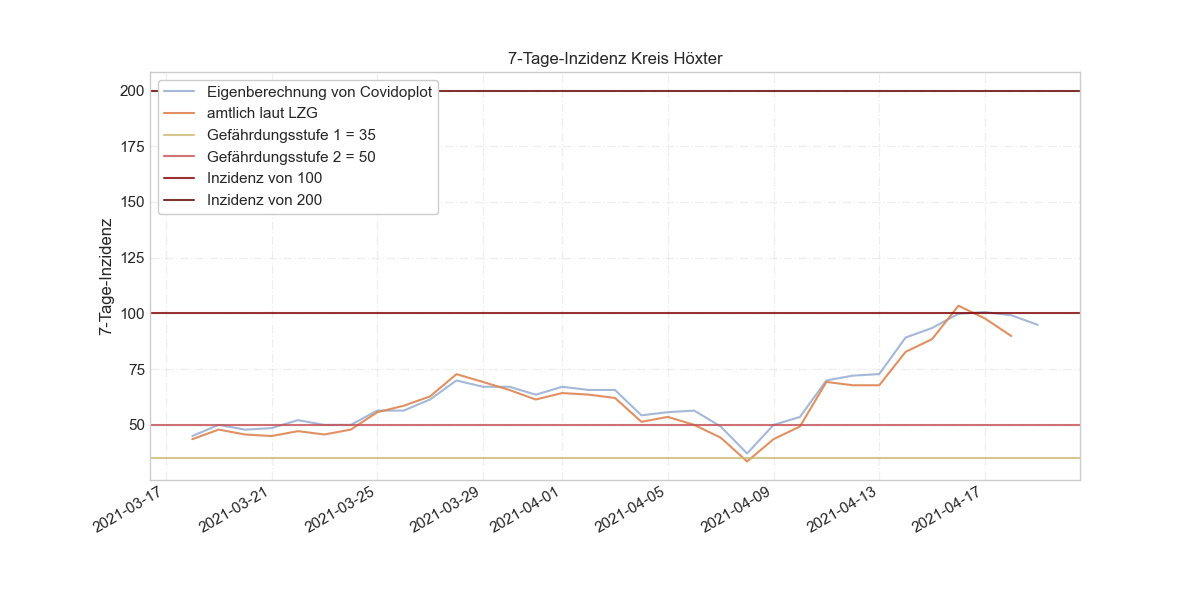 7-Tage-Inzidenz Kreis Höxter
7-Tage-Inzidenz
200
175
150
125
100
75
50
Eigenberechnung von Covidoplot
amtlich laut LZG
Gefährdungsstufe 1 = 35
Gefährdungsstufe 2 = 50
Inzidenz von 100
Inzidenz von 200
2021-03-17
2021-03-21
2021-03-25
2021-03-29
2021-04-01
2021-04-05
2021-04-09
2021-04-13
2021-04-17